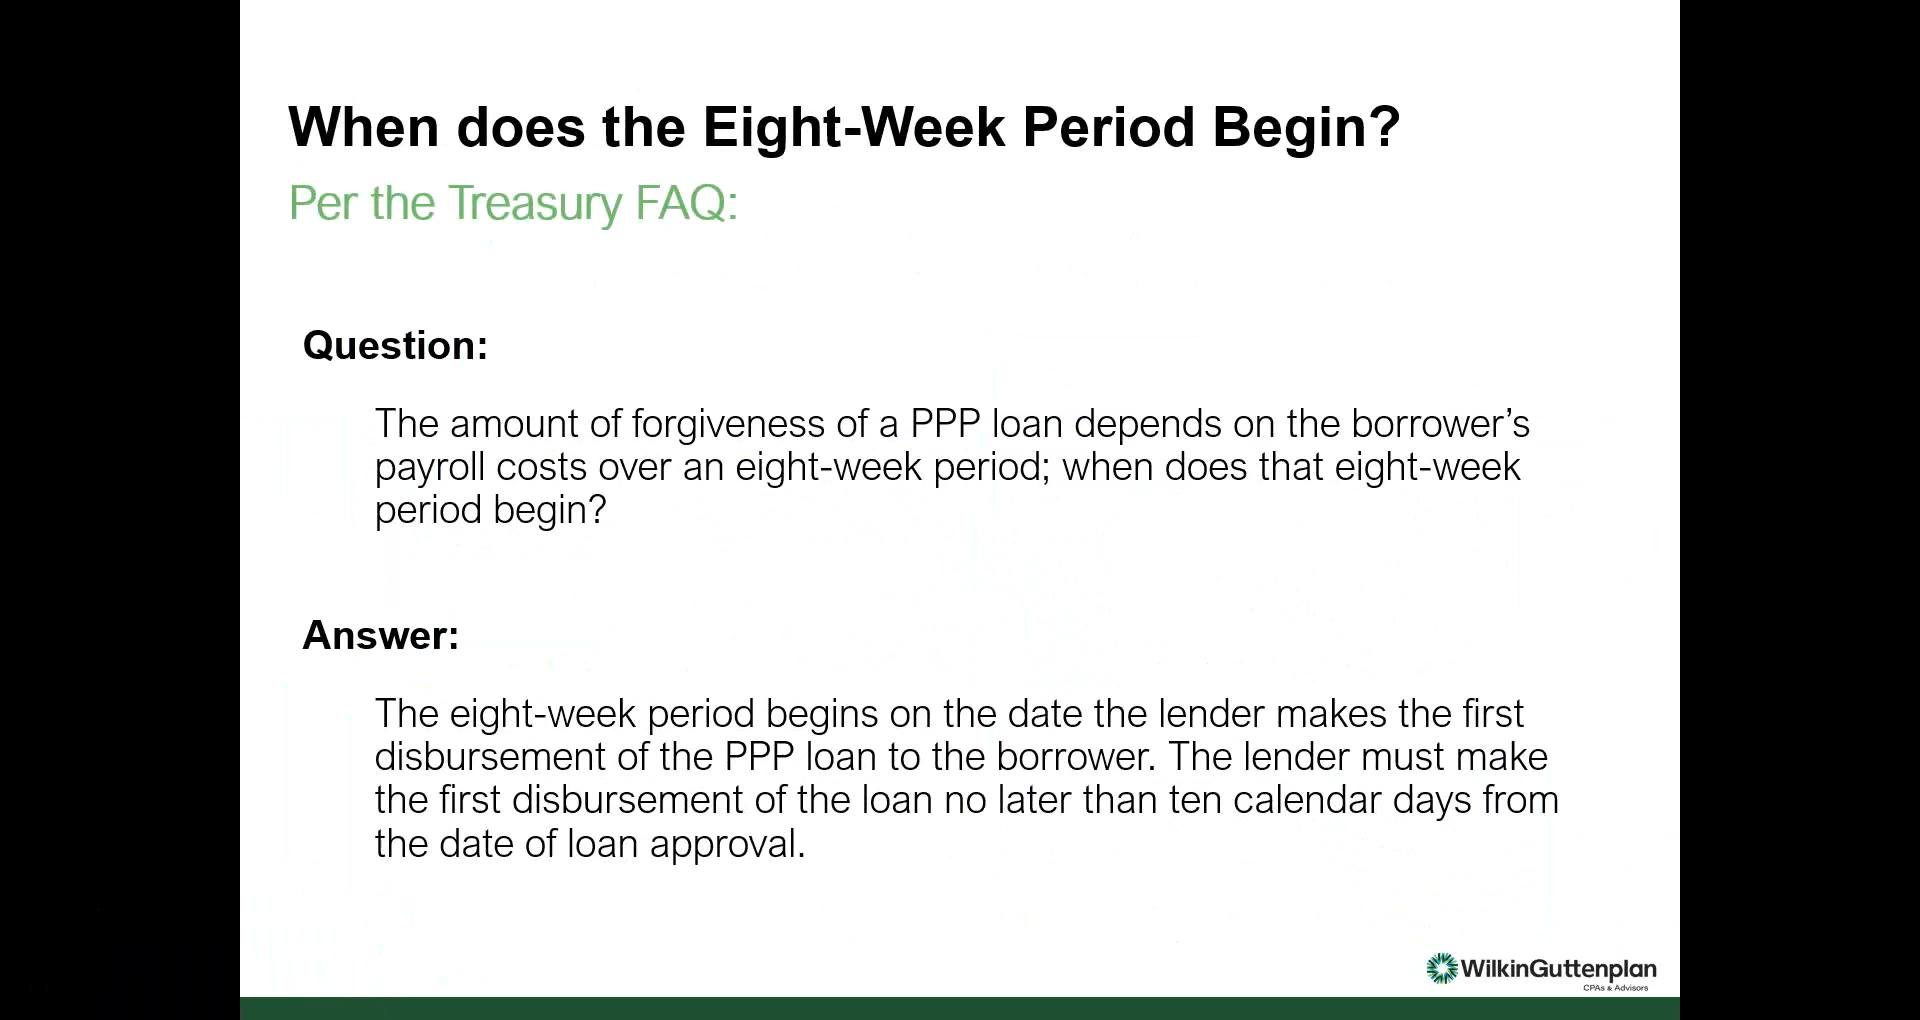 When does the Eight-Week Period Begin?
Per the Treasury FAQ:
Question:
The amount of forgiveness of a PPP loan depends on the borrower’s
payroll costs over an eight-week period; when does that eight-week
period begin?
Answer:
The eight-week period begins on the date the lender makes the first
disbursement of the PPP loan to the borrower. The lender must make
the first disbursement of the loan no later than ten calendar days from
the date of loan approval.
WilkinGuttenplan
CPAs & Advisors